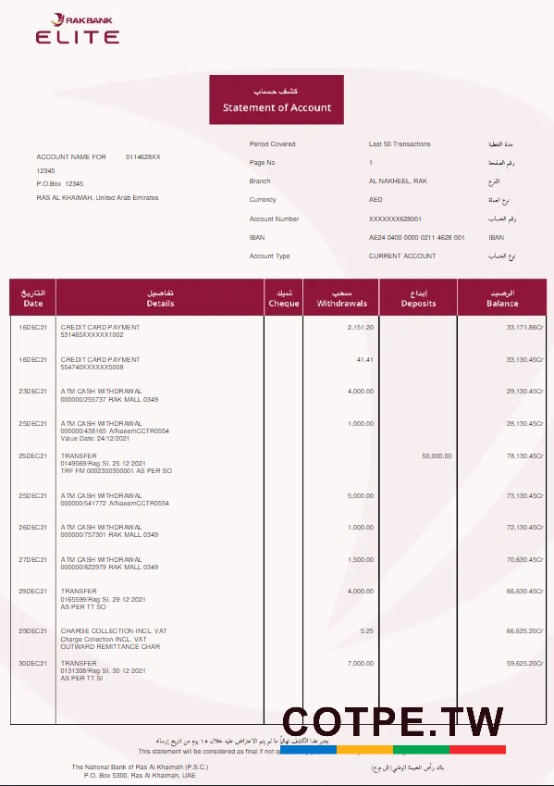 RAKBANK
ELITE
كشف حساب
Statement of Account
ACCOUNT NAME FOR 0114628XX
12345
P.O.Box 12345
RAS AL KHAIMAH, United Arab Emirates
Period Covered Last 50 Transactions مدة التغطية
Page No 1 رقم الصفحة
Branch AL NAKHEEL, RAK الفرع
Currency AED نوع العملة
Account Number XXXXXXX628001 رقم الحساب
IBAN AE24 0400 0000 0211 4628 001 IBAN
Account Type CURRENT ACCOUNT نوع الحساب
التاريخ تفاصيل شيك سحب إيداع الرصيد
Date Details Cheque Withdrawals Deposits Balance
16DEC21 CREDIT CARD PAYMENT 2,151.20 33,171.86Cr
531465XXXXXX1002
16DEC21 CREDIT CARD PAYMENT 41.41 33,130.45Cr
554740XXXXXX5008
23DEC21 ATM CASH WITHDRAWAL 4,000.00 29,130.45Cr
000000/255737 RAK MALL 0349
25DEC21 ATM CASH WITHDRAWAL 1,000.00 28,130.45Cr
000000/438165 AlNaeemCCTR0554
Value Date: 24/12/2021
25DEC21 TRANSFER 50,000.00 78,130.45Cr
0149569/Rag SI. 25-12 2021
TRF FM 0002300300001 AS PER SO
25DEC21 ATM CASH WITHDRAWAL 5,000.00 73,130.45Cr
000000/541772 AlNaeemCCTR0554
26DEC21 ATM CASH WITHDRAWAL 1,000.00 72,130.45Cr
000000/757301 RAK MALL 0349
27DEC21 ATM CASH WITHDRAWAL 1,500.00 70,630.45Cr
000000/822979 RAK MALL 0349
29DEC21 TRANSFER 4,000.00 66,630.45Cr
0165599/Rag SI. 29-12 2021
AS PER TT SO
29DEC21 CHARGE COLLECTION INCL. VAT 5.25 66,625.20Cr
Charge Collection INCL. VAT
OUTWARD REMITTANCE CHAR
30DEC21 TRANSFER 7,000.00 59,625.20Cr
0131308/Rag SI. 30-12 2021
AS PER TT SI
COTPE.TW
يعتبر هذا الكشف نهائياً ما لم يتم الاعتراض عليه خلال ١٥ يوم من تاريخ إرساله
This statement will be considered as final if not
The National Bank of Ras Al Khaimah (P.S.C.) بنك رأس الخيمة الوطني (ش.م.ع)
P.O. Box 5300, Ras Al Khaimah, UAE